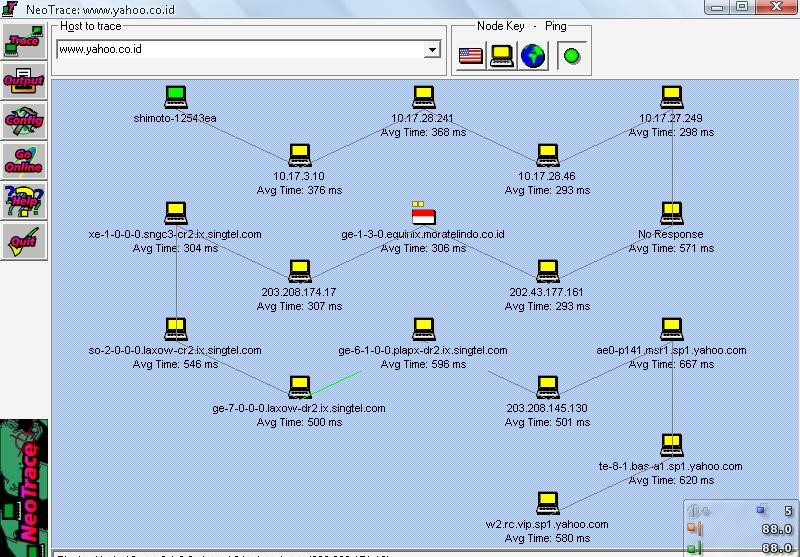 NeoTrace: www.yahoo.co.id
Trace
Output
Config
Go Online
Help
Quit
NeoTrace
Host to trace
www.yahoo.co.id
Node Key - Ping
shimoto-12543ea
10.17.28.241
Avg Time: 368 ms
10.17.27.249
Avg Time: 298 ms
10.17.3.10
Avg Time: 376 ms
10.17.28.46
Avg Time: 293 ms
xe-1-0-0-0.sngc3-cr2.ix.singtel.com
Avg Time: 304 ms
ge-1-3-0.equinix.moratelindo.co.id
Avg Time: 306 ms
No Response
Avg Time: 571 ms
203.208.174.17
Avg Time: 307 ms
202.43.177.161
Avg Time: 293 ms
so-2-0-0-0.laxow-cr2.ix.singtel.com
Avg Time: 546 ms
ge-6-1-0-0.plapx-dr2.ix.singtel.com
Avg Time: 596 ms
ae0-p141.msr1.sp1.yahoo.com
Avg Time: 667 ms
ge-7-0-0-0.laxow-dr2.ix.singtel.com
Avg Time: 500 ms
203.208.145.130
Avg Time: 501 ms
te-8-1.bas-a1.sp1.yahoo.com
Avg Time: 620 ms
w2.rc.vip.sp1.yahoo.com
Avg Time: 580 ms
5
88.0
88.0